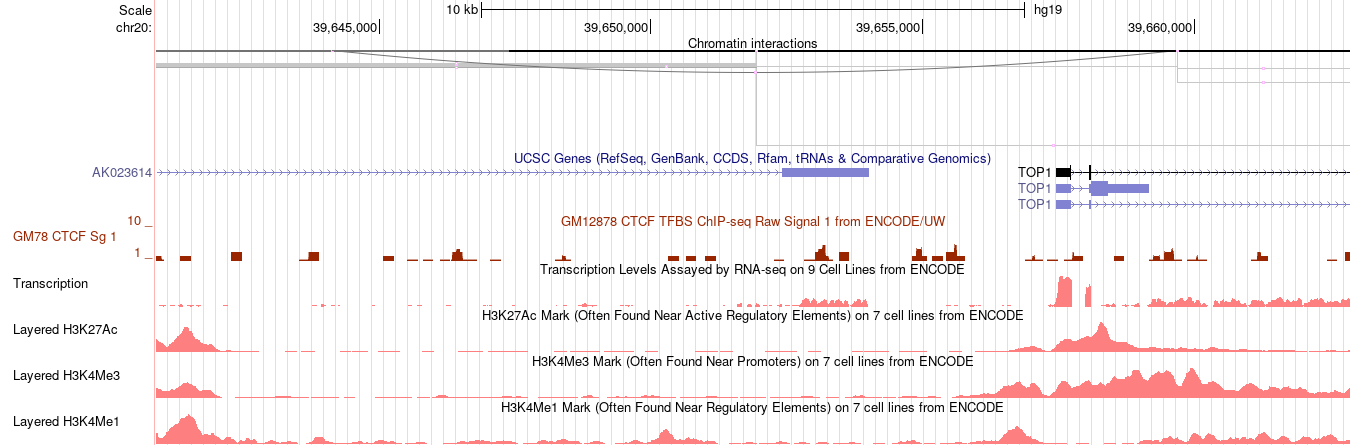 Scale 10 kb hg19
chr20: 39,645,000 39,650,000 39,655,000 39,660,000
Chromatin interactions
UCSC Genes (RefSeq, GenBank, CCDS, Rfam, tRNAs & Comparative Genomics)
AK023614 TOP1
TOP1
TOP1
GM12878 CTCF TFBS ChIP-seq Raw Signal 1 from ENCODE/UW
10 _
GM78 CTCF Sg 1
1 _
Transcription Levels Assayed by RNA-seq on 9 Cell Lines from ENCODE
Transcription
H3K27Ac Mark (Often Found Near Active Regulatory Elements) on 7 cell lines from ENCODE
Layered H3K27Ac
H3K4Me3 Mark (Often Found Near Promoters) on 7 cell lines from ENCODE
Layered H3K4Me3
H3K4Me1 Mark (Often Found Near Regulatory Elements) on 7 cell lines from ENCODE
Layered H3K4Me1